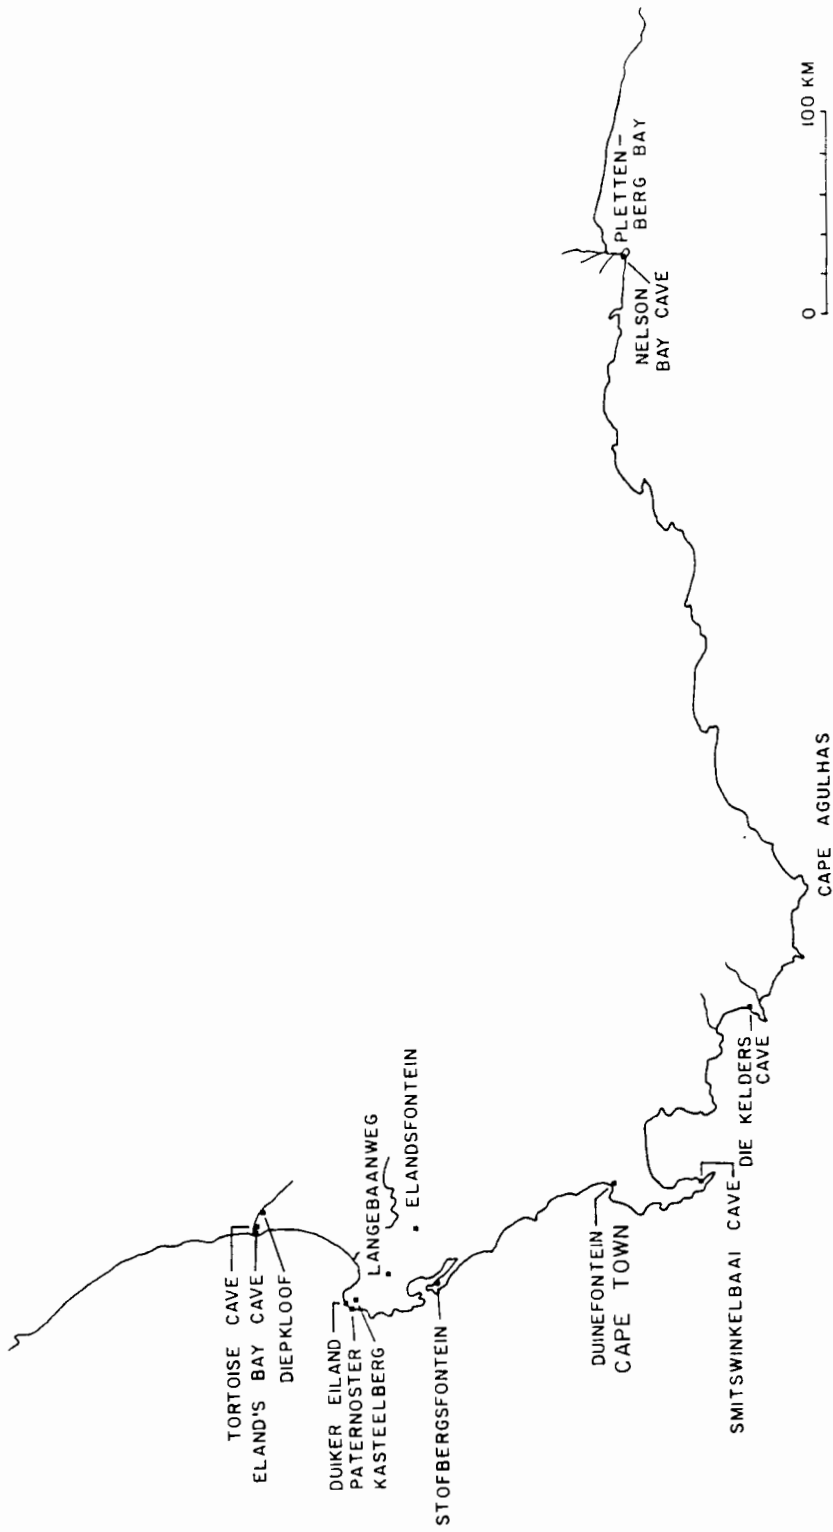 TORTOISE CAVE
ELAND'S BAY CAVE
DIEPKLOOF
DUIKER EILAND
PATERNOSTER
KASTEELBERG
LANGEBAANWEG
ELANDSFONTEIN
STOFBERGSFONTEIN
DUINEFONTEIN
CAPE TOWN
SMITSWINKELBAAI CAVE
DIE KELDERS
CAVE
CAPE AGULHAS
NELSON
BAY CAVE
PLETTEN-
BERG BAY
0 100 KM